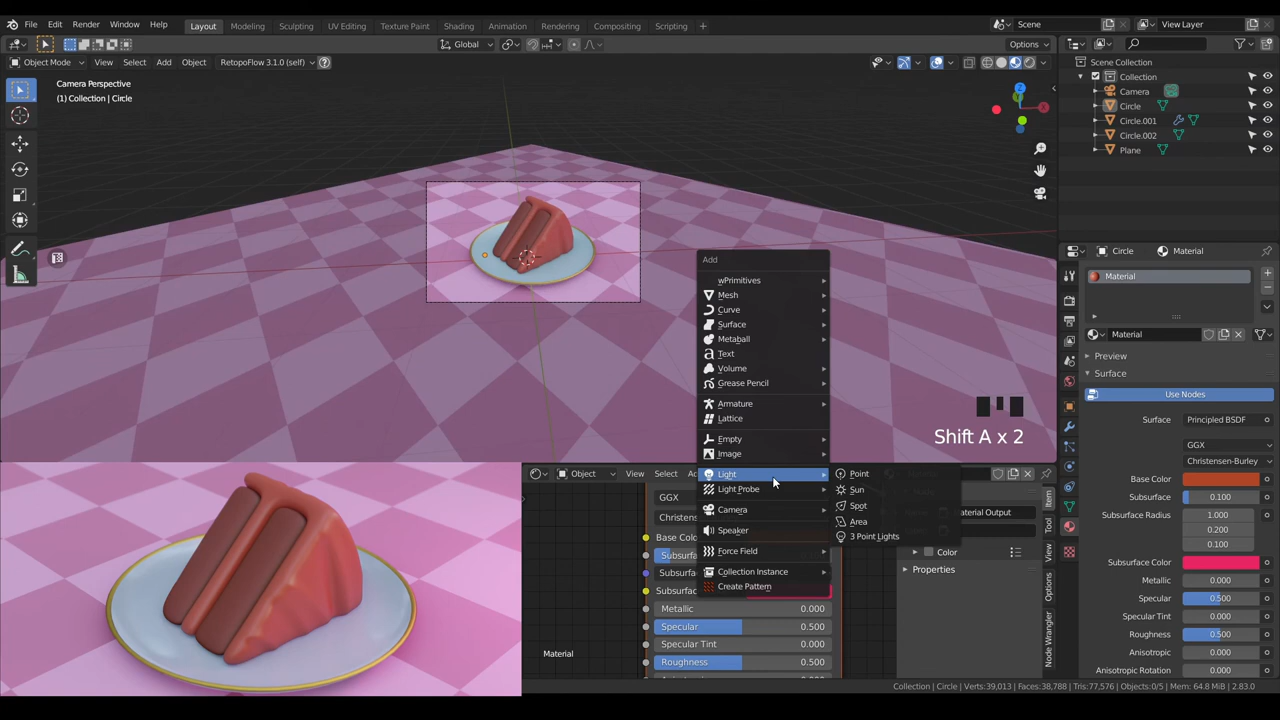 File Edit Render Window Help Layout Modeling Sculpting UV Editing Texture Paint Shading Animation Rendering Compositing Scripting + Scene View Layer
Global Options
Object Mode View Select Add Object RetopoFlow 3.1.0 (self)
Camera Perspective
(1) Collection | Circle
Scene Collection
Collection
Camera
Circle
Circle.001
Circle.002
Plane
Add
wPrimitives
Mesh
Curve
Surface
Metaball
Text
Volume
Grease Pencil
Armature
Lattice
Empty
Image
Light
Light Probe
Camera
Speaker
Force Field
Collection Instance
Create Pattern
Point
Sun
Spot
Area
3 Point Lights
Shift A x 2
Object View Select
GGX
Base Colo
Metallic 0.000
Specular 0.500
Specular Tint 0.000
Roughness 0.500
Material
Color
Properties
Item
Tool
View
Options
Node Wrangler
Circle Material
Material
Material
Preview
Surface
Use Nodes
Surface Principled BSDF
GGX
Christensen-Burley
Base Color
Subsurface 0.100
Subsurface Radius 1.000
0.200
0.100
Subsurface Color
Metallic 0.000
Specular 0.500
Specular Tint 0.000
Roughness 0.500
Anisotropic 0.000
Anisotropic Rotation 0.000
Collection | Circle | Verts:39,013 | Faces:38,788 | Tris:77,576 | Objects:0/5 | Mem: 64.8 MiB | 2.83.0